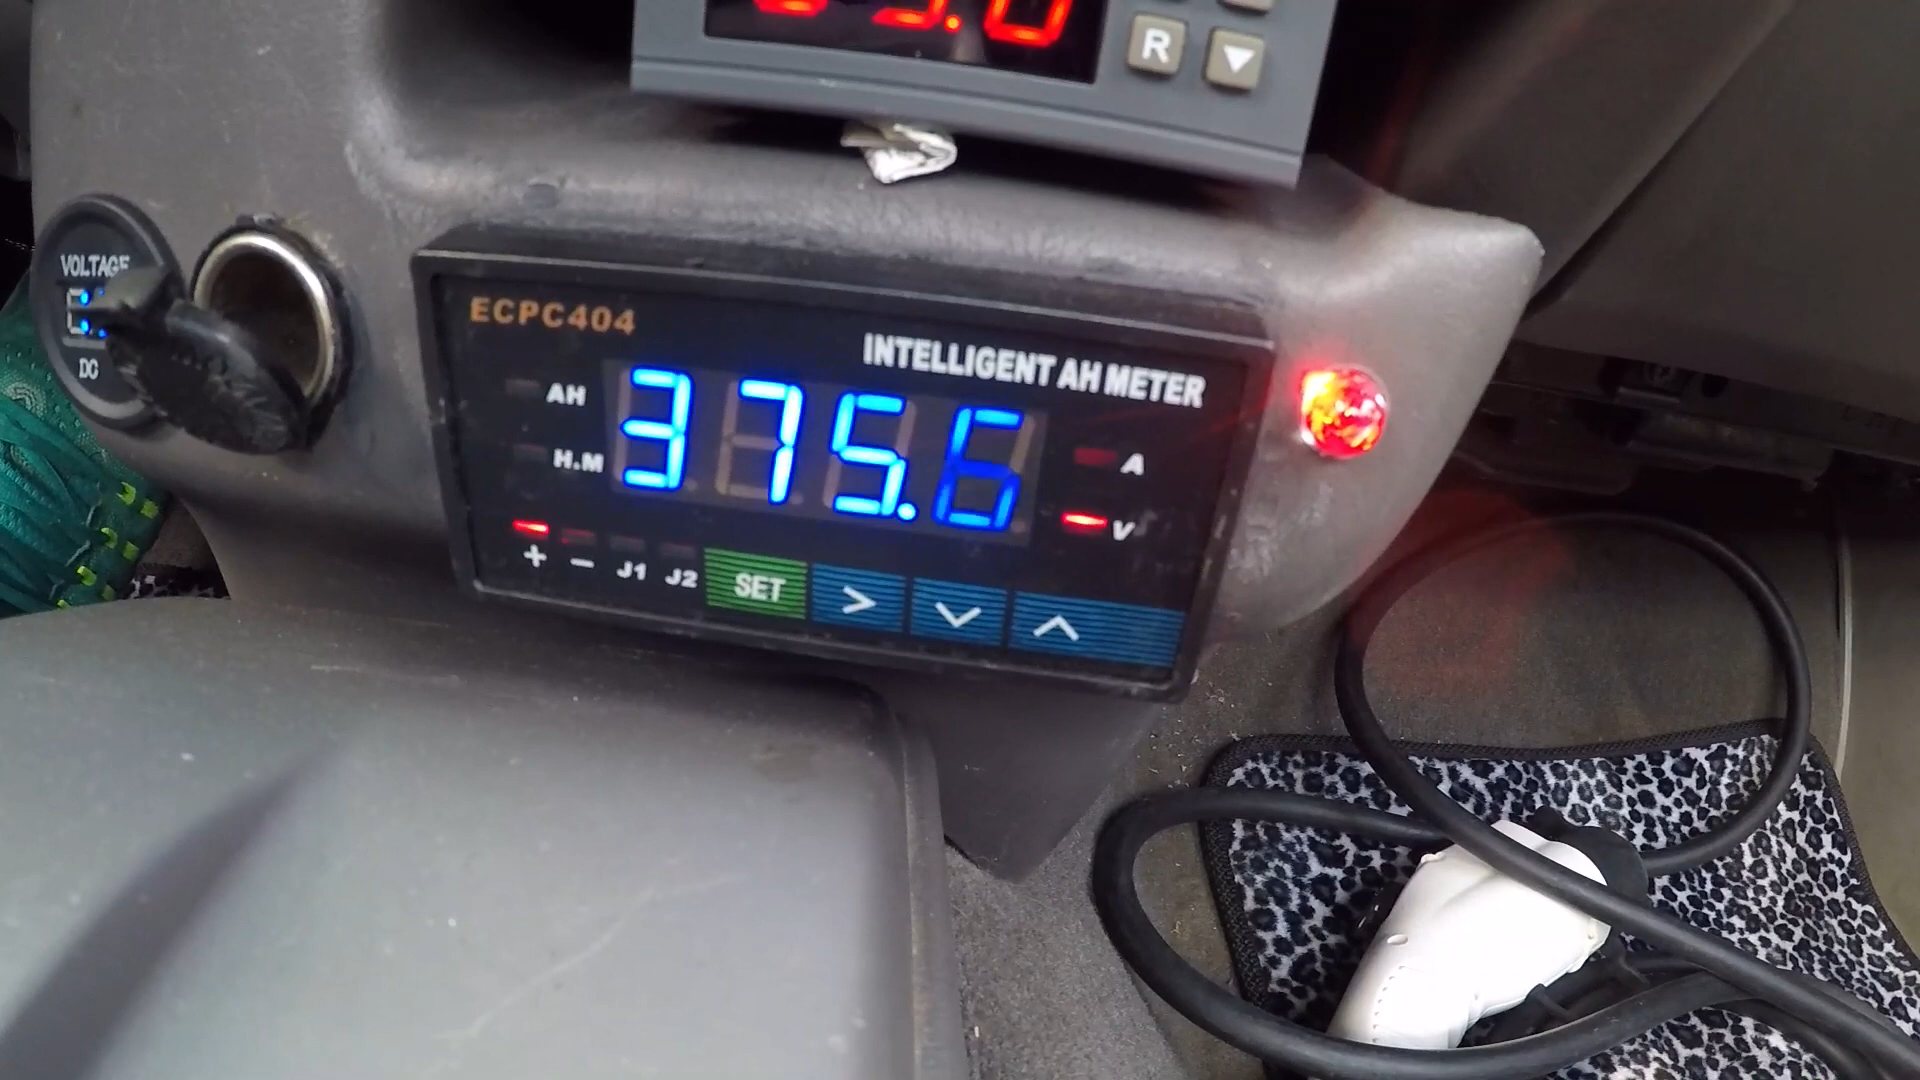 R
VOLTAGE
DC
ECPC404
INTELLIGENT AH METER
AH
H.M
375.6
A
V
+ - J1 J2
SET > ∨ ∧